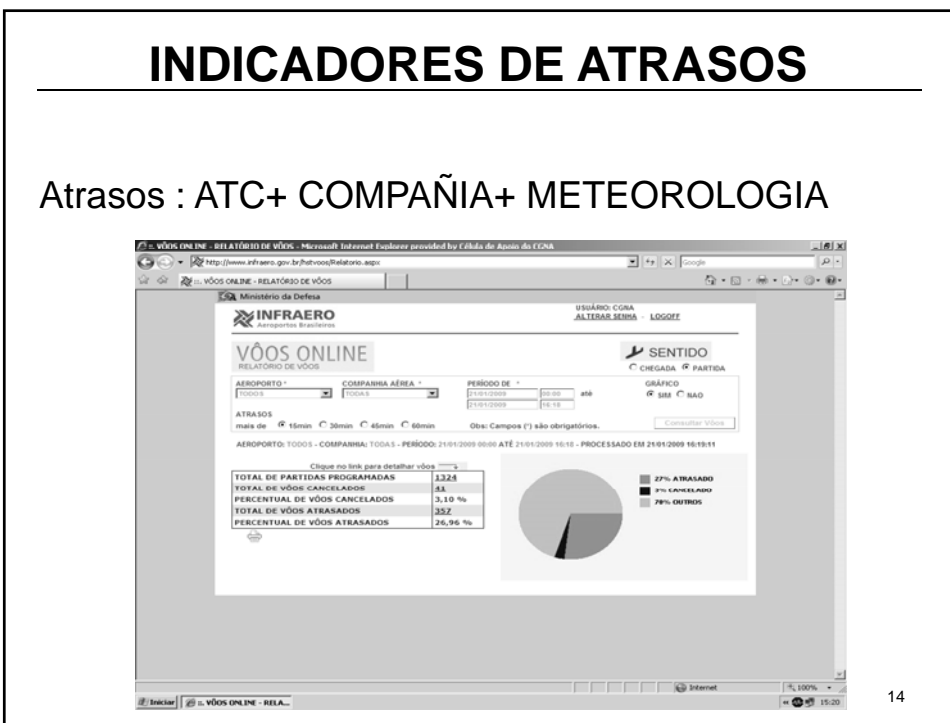 INDICADORES DE ATRASOS
Atrasos : ATC+ COMPAÑIA+ METEOROLOGIA
VÔOS ONLINE - RELATÓRIO DE VÔOS - Microsoft Internet Explorer provided by Célula de Apoio da CGNA
http://www.infraero.gov.br/hstvoos/Relatorio.aspx
Google
VÔOS ONLINE - RELATÓRIO DE VÔOS
Ministério da Defesa
INFRAERO
Aeroportos Brasileiros
USUÁRIO: CGNA
ALTERAR SENHA - LOGOFF
VÔOS ONLINE
RELATÓRIO DE VÔOS
SENTIDO
CHEGADA PARTIDA
AEROPORTO * COMPANHIA AÉREA * PERÍODO DE * GRÁFICO
TODOS TODAS 21/01/2009 00:00 até SIM NAO
21/01/2009 16:18
ATRASOS
mais de 15min 30min 45min 60min Obs: Campos (*) são obrigatórios. Consultar Vôos
AEROPORTO: TODOS - COMPANHIA: TODAS - PERÍODO: 21/01/2009 00:00 ATÉ 21/01/2009 16:18 - PROCESSADO EM 21/01/2009 16:19:11
Clique no link para detalhar vôos
TOTAL DE PARTIDAS PROGRAMADAS 1324
TOTAL DE VÔOS CANCELADOS 41
PERCENTUAL DE VÔOS CANCELADOS 3,10 %
TOTAL DE VÔOS ATRASADOS 357
PERCENTUAL DE VÔOS ATRASADOS 26,96 %
27% ATRASADO
3% CANCELADO
70% OUTROS
Internet 100%
Iniciar VÔOS ONLINE - RELA... 15:20
14